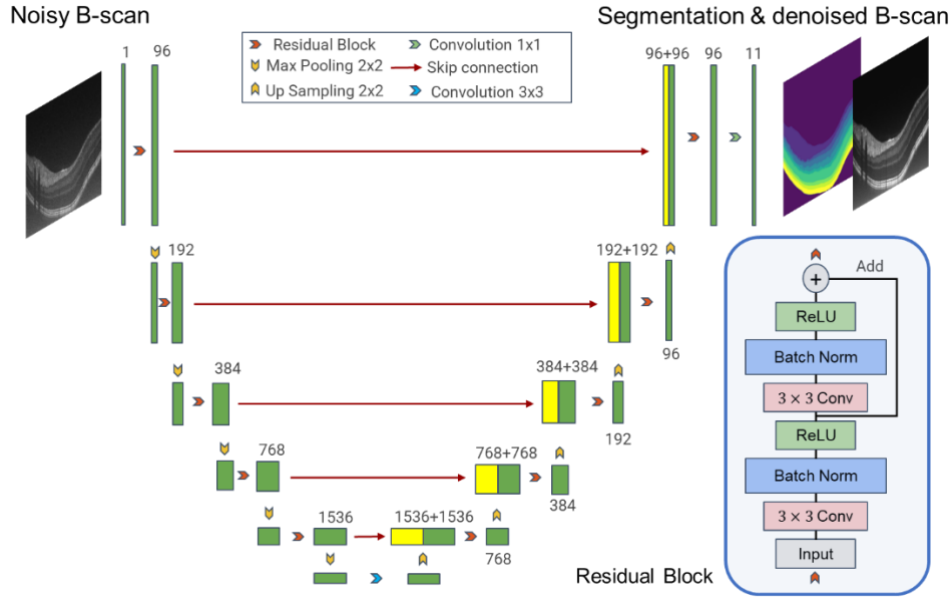 Noisy B-scan
Segmentation & denoised B-scan
Residual Block
Convolution 1x1
Max Pooling 2x2
Skip connection
Up Sampling 2x2
Convolution 3x3
1
96
96+96
96
11
192
192+192
96
384
384+384
192
768
768+768
384
1536
1536+1536
768
Add
+
ReLU
Batch Norm
3 × 3 Conv
ReLU
Batch Norm
3 × 3 Conv
Input
Residual Block